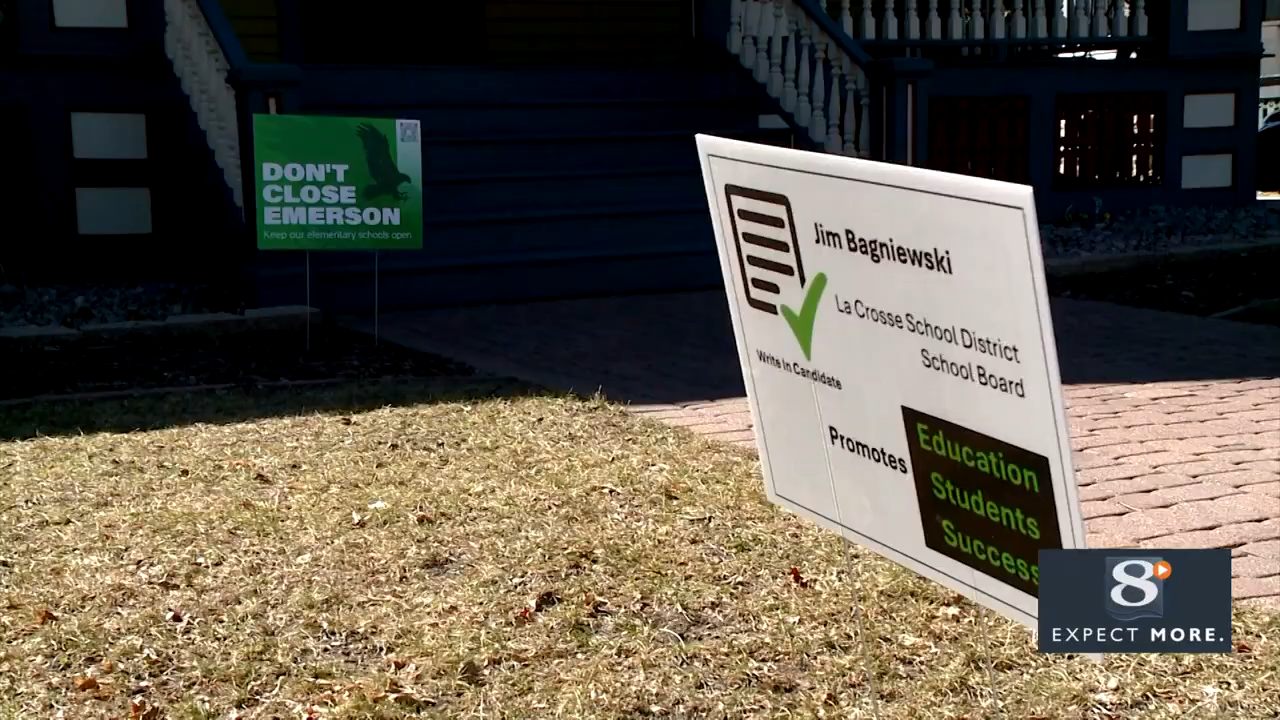 DON'T
CLOSE
EMERSON
Keep our elementary schools open
Jim Bagniewski
La Crosse School District
School Board
Write In Candidate
Promotes
Education
Students
Success
8
EXPECT MORE.